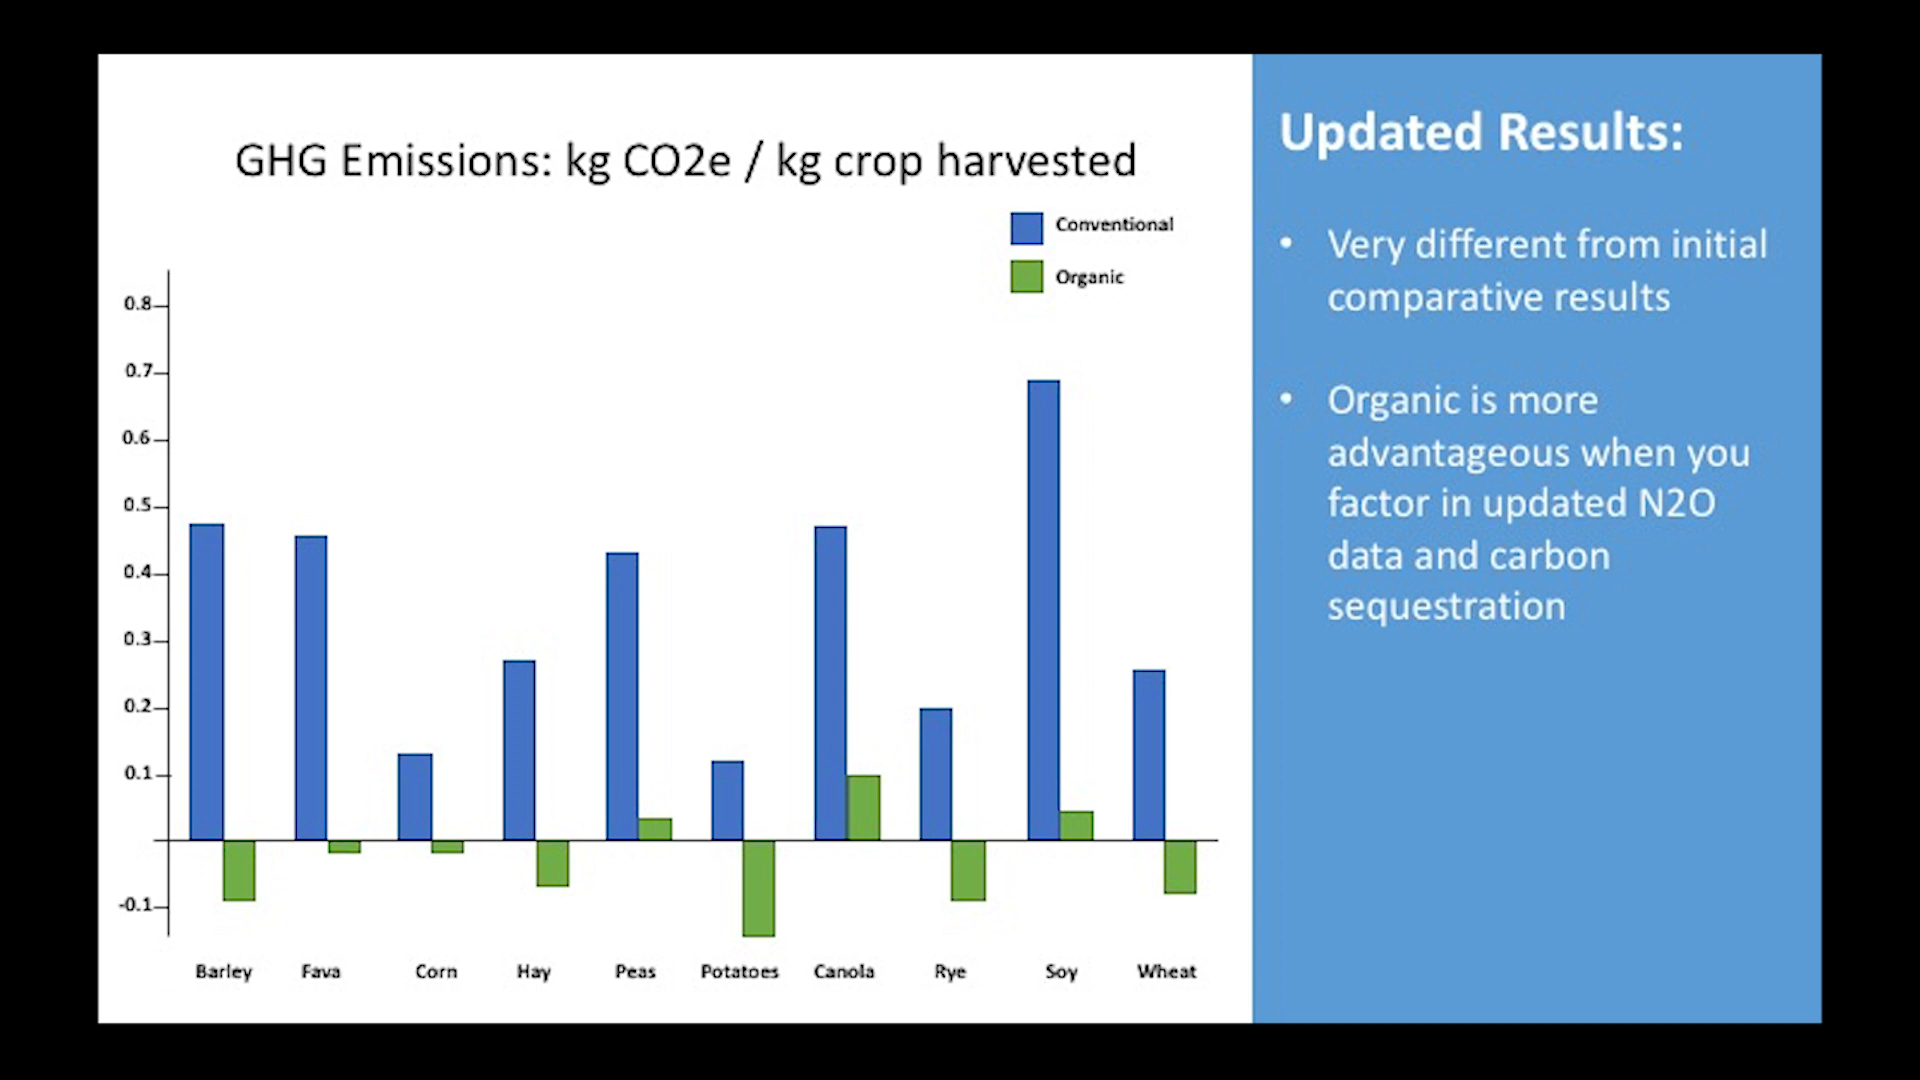 GHG Emissions: kg CO2e / kg crop harvested
Conventional
Organic
0.8
0.7
0.6
0.5
0.4
0.3
0.2
0.1
-0.1
Barley Fava Corn Hay Peas Potatoes Canola Rye Soy Wheat
Updated Results:
• Very different from initial
comparative results
• Organic is more
advantageous when you
factor in updated N2O
data and carbon
sequestration